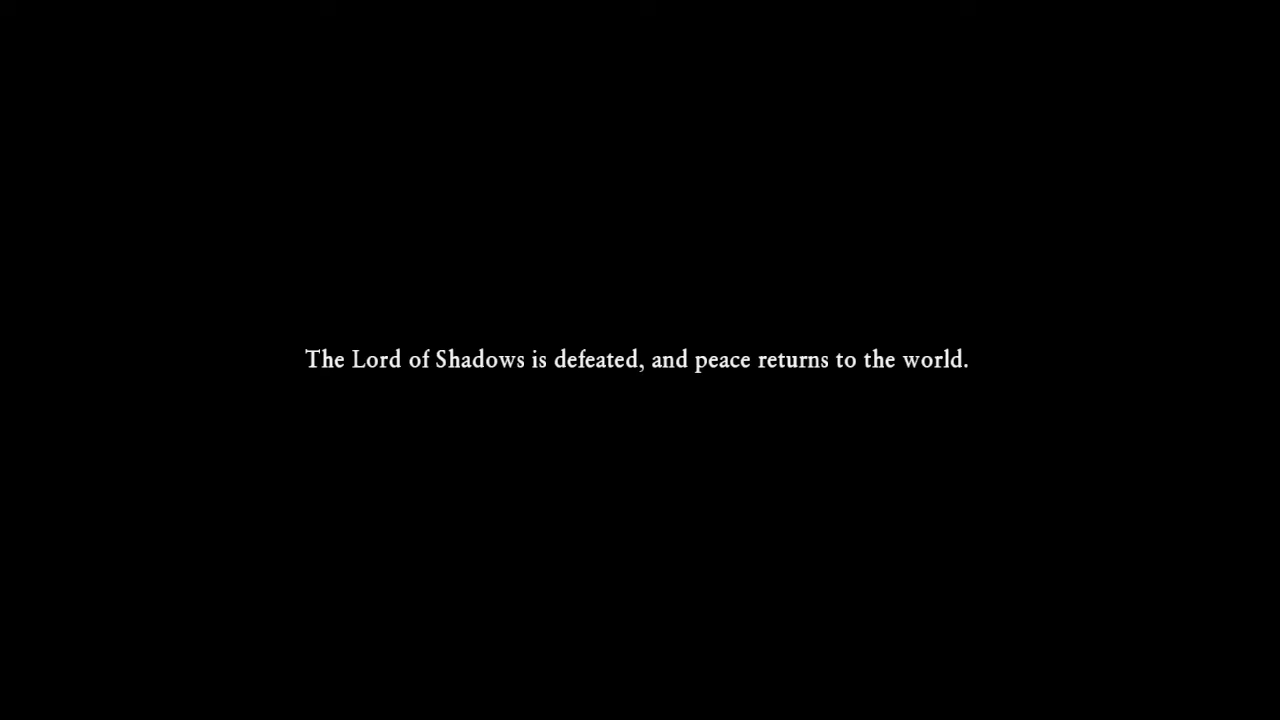 The Lord of Shadows is defeated, and peace returns to the world.